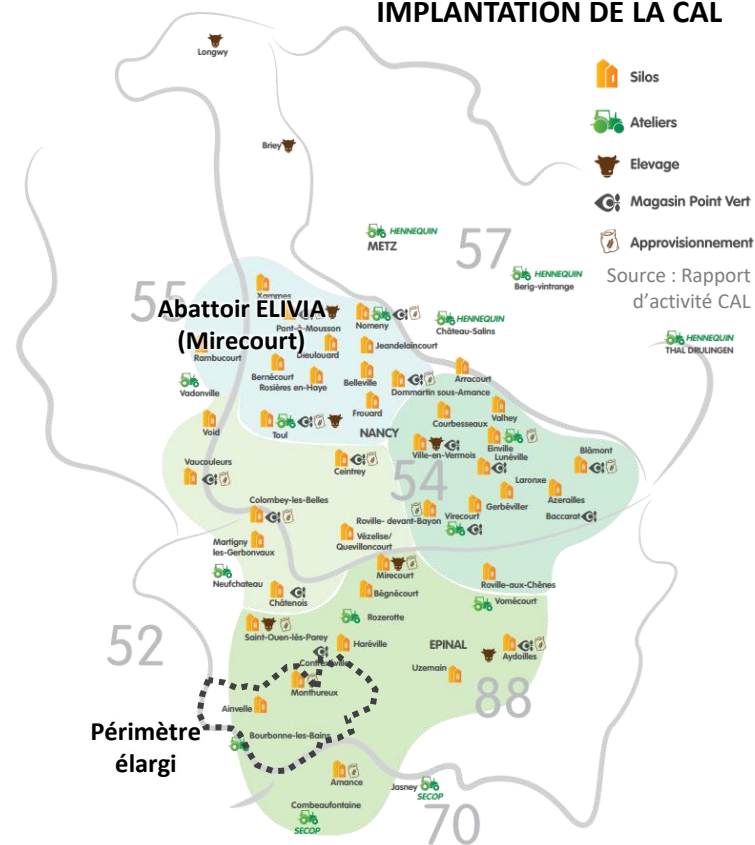 IMPLANTATION DE LA CAL
Silos
Ateliers
Elevage
Magasin Point Vert
Approvisionnement
Source : Rapport
d’activité CAL
Longwy
Briey
HENNEQUIN
METZ
57
HENNEQUIN
Berig-vintrange
HENNEQUIN
Château-Salins
HENNEQUIN
THAL DRULINGEN
55
Xammes
Abattoir ELIVIA
(Mirecourt)
Pont-à-Mousson
Nomeny
Dieulouard
Jeandelaincourt
Rambucourt
Bernécourt
Rosières en-Haye
Belleville
Dommartin sous-Amance
Arracourt
Vadonville
Frouard
Courbesseaux
Valhey
Void
Toul
NANCY
Ville-en-Vermois
Einville
Lunéville
Blâmont
Vaucouleurs
Ceintrey
54
Laronxe
Gerbéviller
Azerailles
Colombey-les-Belles
Roville- devant-Bayon
Virecourt
Baccarat
Martigny
les-Gerbonvaux
Vézelise/
Quevilloncourt
Neufchateau
Mirecourt
Roville-aux-Chênes
Châtenois
Bégnécourt
Vomécourt
Rozerotte
52
Saint-Ouen-lès-Parey
Haréville
EPINAL
Aydoilles
Contrexéville
Uzemain
Monthureux
88
Ainvelle
Périmètre
élargi
Bourbonne-les-Bains
Amance
Jasney
SECOP
Combeaufontaine
SECOP
70